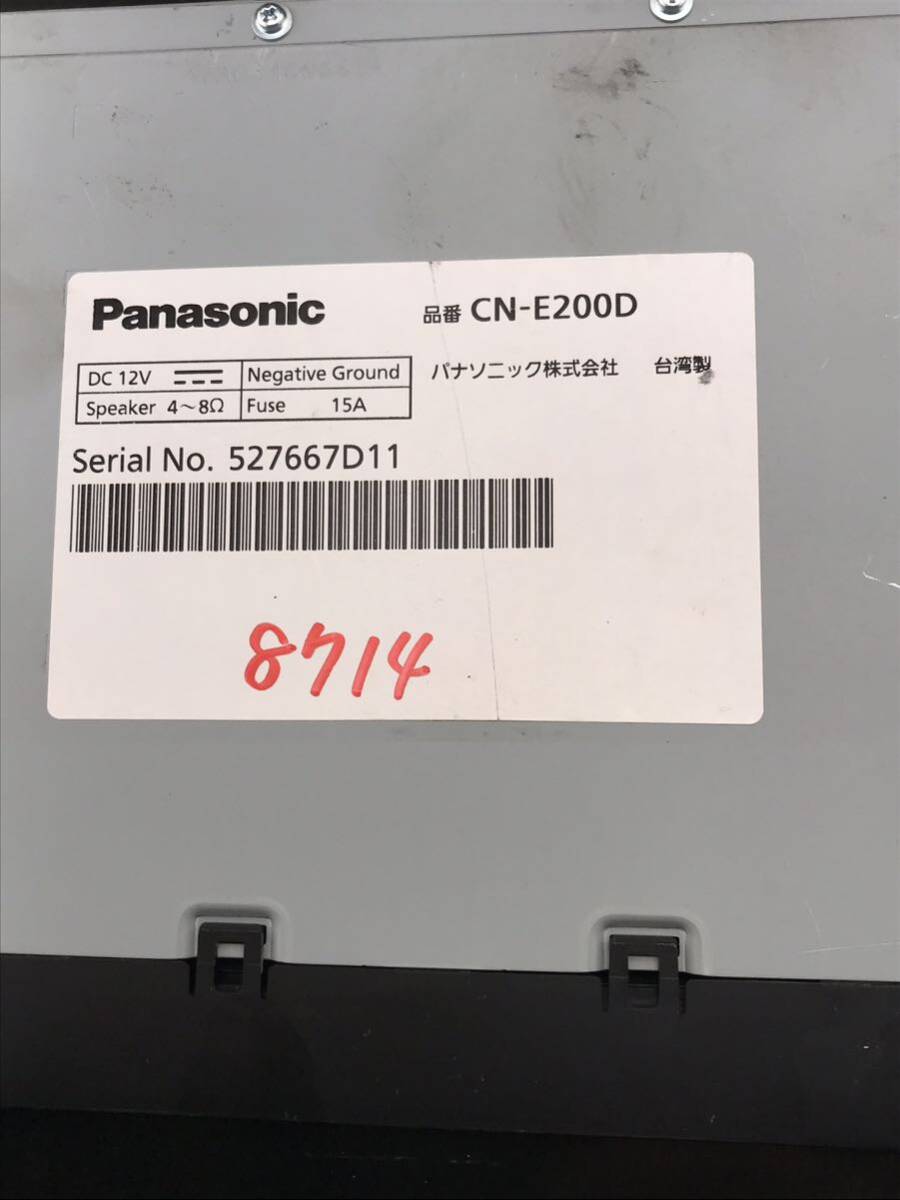 Panasonic 品番 CN-E200D
DC 12V Negative Ground パナソニック株式会社 台湾製
Speaker 4～8Ω Fuse 15A
Serial No. 527667D11
8714